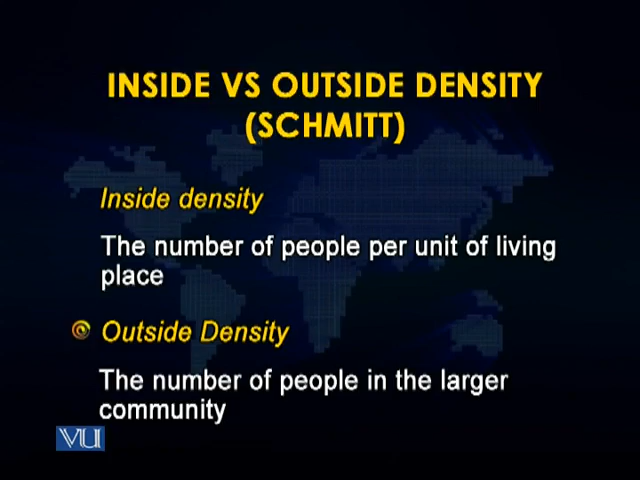 INSIDE VS OUTSIDE DENSITY
(SCHMITT)
Inside density
The number of people per unit of living
place
Outside Density
The number of people in the larger
community
VU